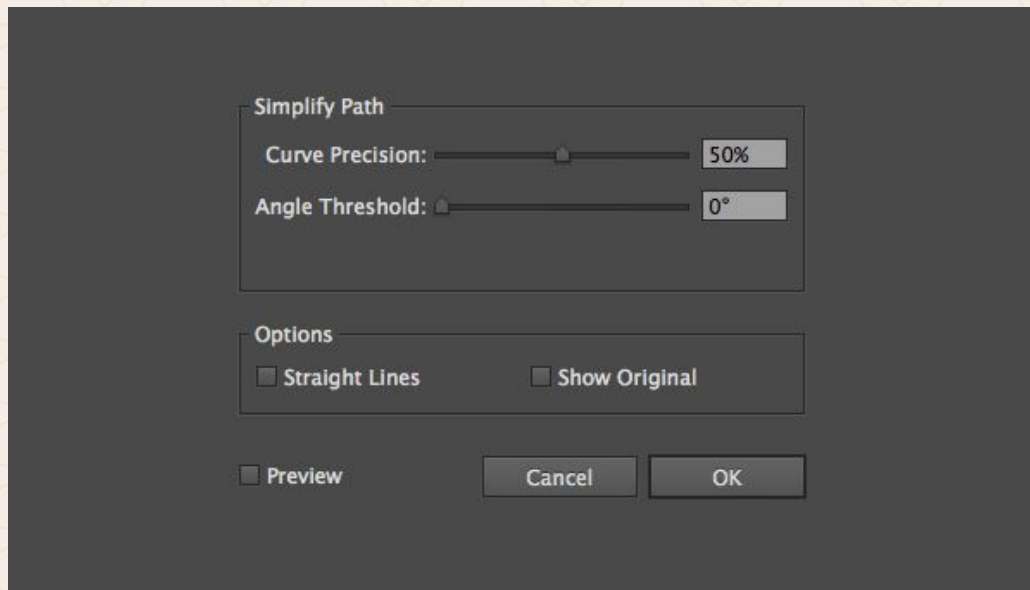 Simplify Path
Curve Precision: 50%
Angle Threshold: 0°
Options
Straight Lines Show Original
Preview Cancel OK